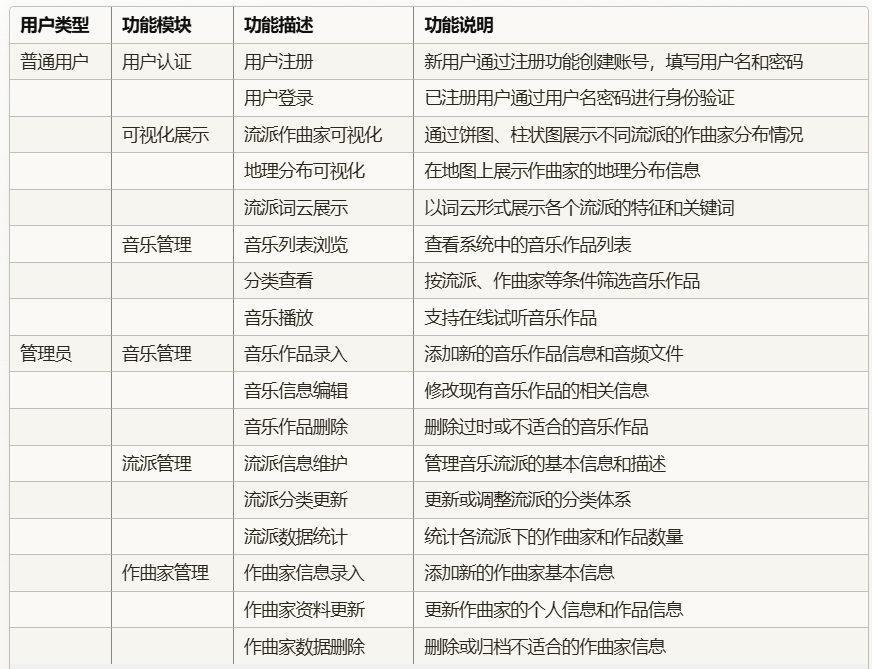 用户类型 功能模块 功能描述 功能说明
普通用户 用户认证 用户注册 新用户通过注册功能创建账号，填写用户名和密码
用户登录 已注册用户通过用户名密码进行身份验证
可视化展示 流派作曲家可视化 通过饼图、柱状图展示不同流派的作曲家分布情况
地理分布可视化 在地图上展示作曲家的地理分布信息
流派词云展示 以词云形式展示各个流派的特征和关键词
音乐管理 音乐列表浏览 查看系统中的音乐作品列表
分类查看 按流派、作曲家等条件筛选音乐作品
音乐播放 支持在线试听音乐作品
管理员 音乐管理 音乐作品录入 添加新的音乐作品信息和音频文件
音乐信息编辑 修改现有音乐作品的相关信息
音乐作品删除 删除过时或不适合的音乐作品
流派管理 流派信息维护 管理音乐流派的基本信息和描述
流派分类更新 更新或调整流派的分类体系
流派数据统计 统计各流派下的作曲家和作品数量
作曲家管理 作曲家信息录入 添加新的作曲家基本信息
作曲家资料更新 更新作曲家的个人信息和作品信息
作曲家数据删除 删除或归档不适合的作曲家信息